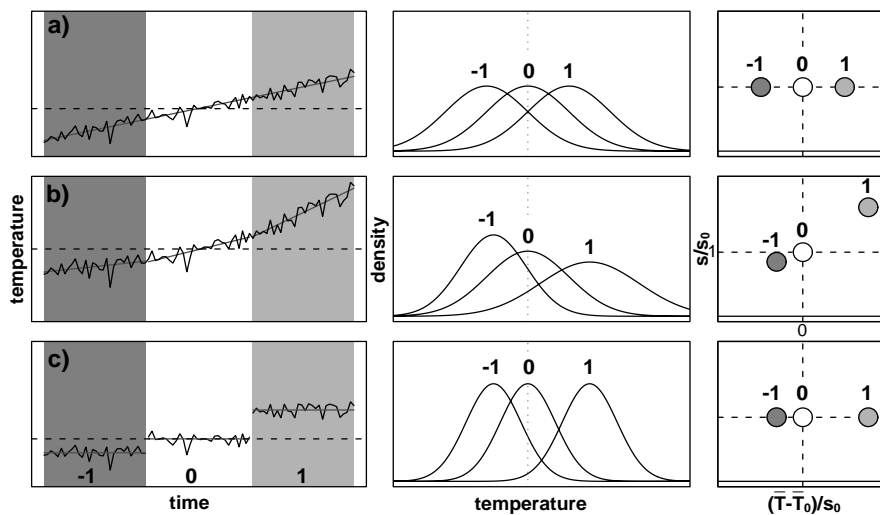 a)
-1 0 1
-1 0 1
b)
-1 0 1
-1 0 1
c)
-1 0 1
-1 0 1
-1 0 1
temperature
density
s/s₀
1
0
time
temperature
(T̅-T̅₀)/s₀